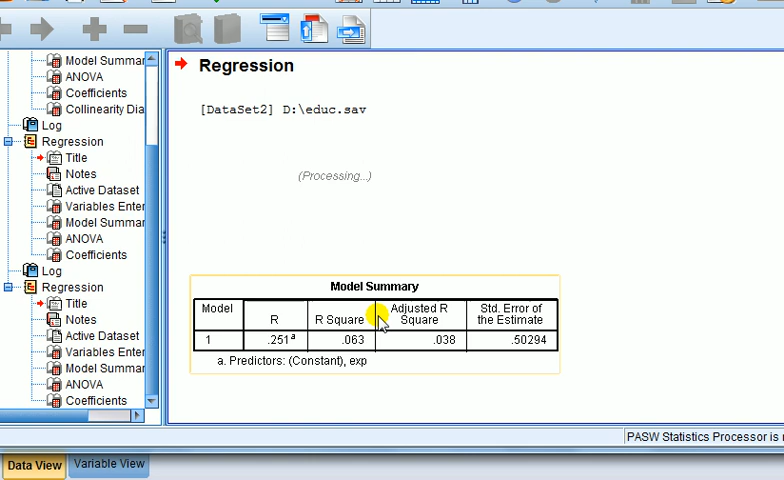 Model Summar
ANOVA
Coefficients
Collinearity Dia
Log
Regression
Title
Notes
Active Dataset
Variables Enter
Model Summar
ANOVA
Coefficients
Log
Regression
Title
Notes
Active Dataset
Variables Enter
Model Summar
ANOVA
Coefficients
Regression
[DataSet2] D:\educ.sav
(Processing...)
Model Summary
Model R R Square Adjusted R Square Std. Error of the Estimate
1 .251a .063 .038 .50294
a. Predictors: (Constant), exp
PASW Statistics Processor is r
Data View Variable View